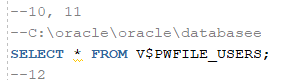 --10, 11
--C:\oracle\oracle\databasee
SELECT * FROM V$PWFILE_USERS;
--12